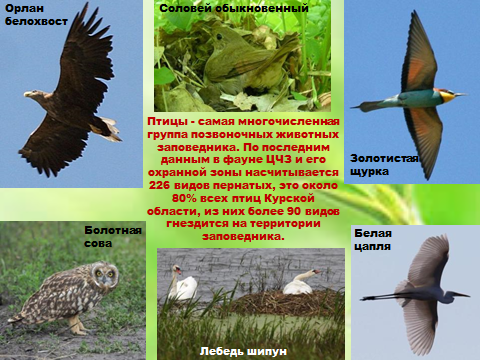 Орлан
белохвост
Соловей обыкновенный
Птицы - самая многочисленная
группа позвоночных животных
заповедника. По последним
данным в фауне ЦЧЗ и его
охранной зоны насчитывается
226 видов пернатых, это около
80% всех птиц Курской
области, из них более 90 видов
гнездится на территории
заповедника.
Золотистая
щурка
Болотная
сова
Лебедь шипун
Белая
цапля